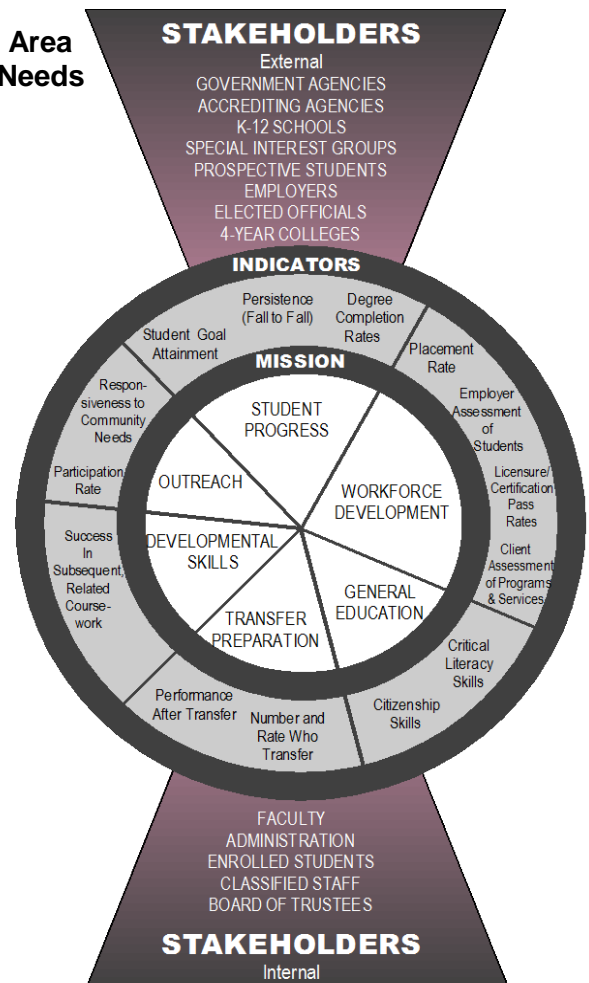 Area
Needs
STAKEHOLDERS
External
GOVERNMENT AGENCIES
ACCREDITING AGENCIES
K-12 SCHOOLS
SPECIAL INTEREST GROUPS
PROSPECTIVE STUDENTS
EMPLOYERS
ELECTED OFFICIALS
4-YEAR COLLEGES
INDICATORS
Student Goal
Attainment
Persistence
(Fall to Fall)
Degree
Completion
Rates
Placement
Rate
Employer
Assessment
of
Students
Licensure/
Certification
Pass
Rates
Client
Assessment
of Programs
& Services
Critical
Literacy
Skills
Citizenship
Skills
Number and
Rate Who
Transfer
Performance
After Transfer
Success
In
Subsequent,
Related
Course-
work
Participation
Rate
Respon-
siveness to
Community
Needs
MISSION
STUDENT
PROGRESS
WORKFORCE
DEVELOPMENT
GENERAL
EDUCATION
TRANSFER
PREPARATION
DEVELOPMENTAL
SKILLS
OUTREACH
FACULTY
ADMINISTRATION
ENROLLED STUDENTS
CLASSIFIED STAFF
BOARD OF TRUSTEES
STAKEHOLDERS
Internal